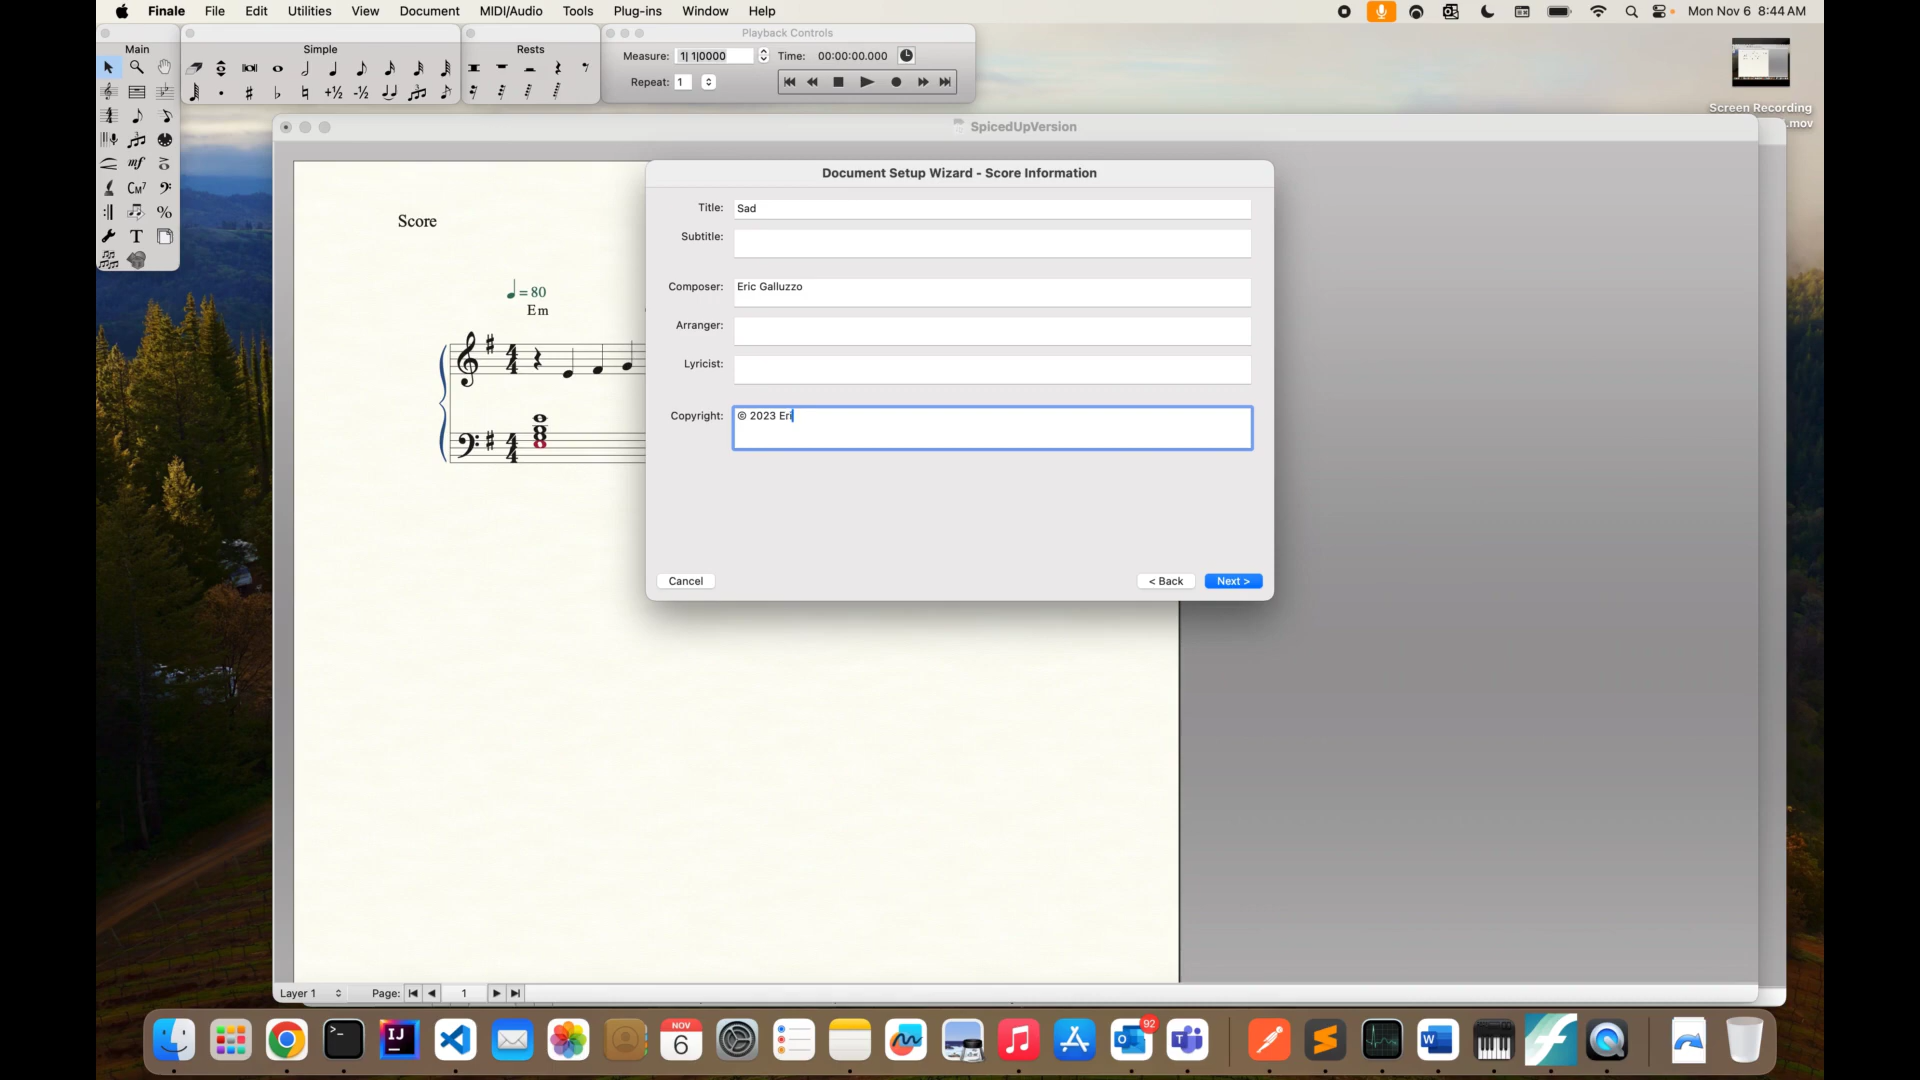 Finale File Edit Utilities View Document MIDI/Audio Tools Plug-ins Window Help Mon Nov 6 8:44 AM
Main
Simple
Rests
Playback Controls
Measure: 1| 1|0000 Time: 00:00:00.000
Repeat: 1
Screen Recording
.mov
SpicedUpVersion
Document Setup Wizard - Score Information
Title: Sad
Subtitle:
Composer: Eric Galluzzo
Arranger:
Lyricist:
Copyright: © 2023 Eri
Cancel < Back Next >
Score
= 80
Em
Layer 1 Page: 1
NOV
6
92